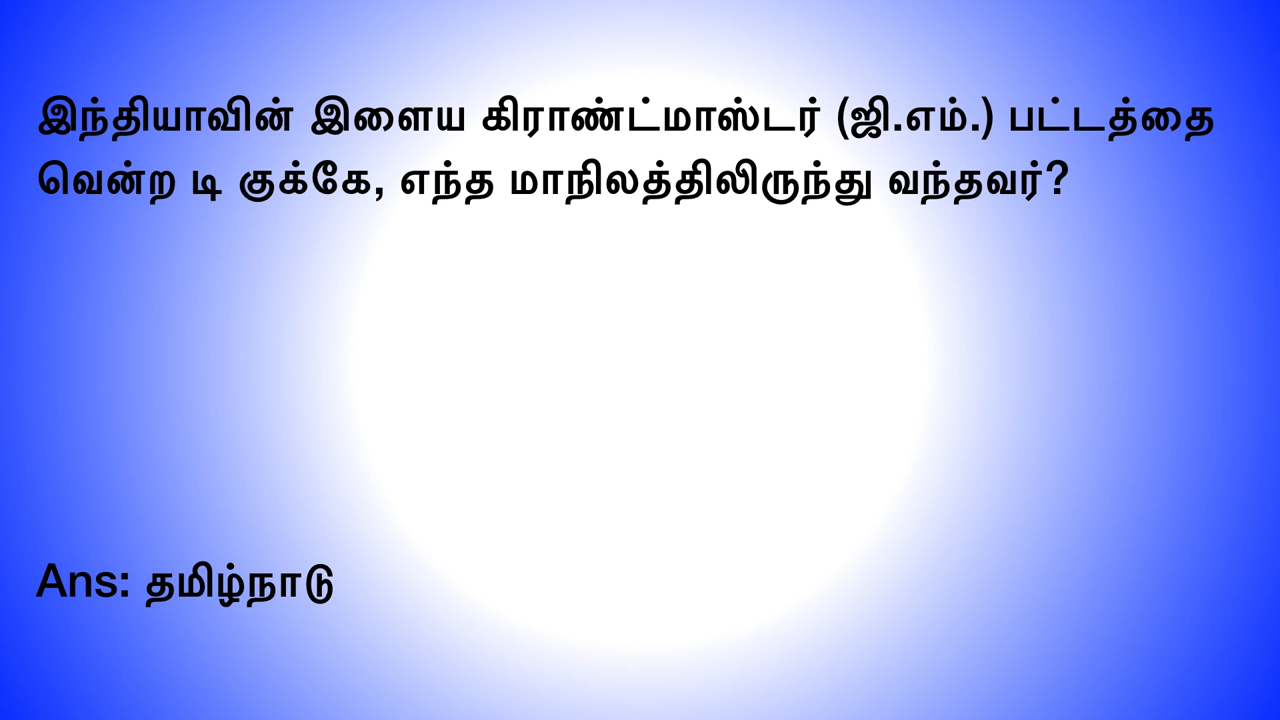 இந்தியாவின் இளைய கிராண்ட்மாஸ்டர் (ஜி.எம்.) பட்டத்தை
வென்ற டி குக்கே, எந்த மாநிலத்திலிருந்து வந்தவர்?
Ans: தமிழ்நாடு